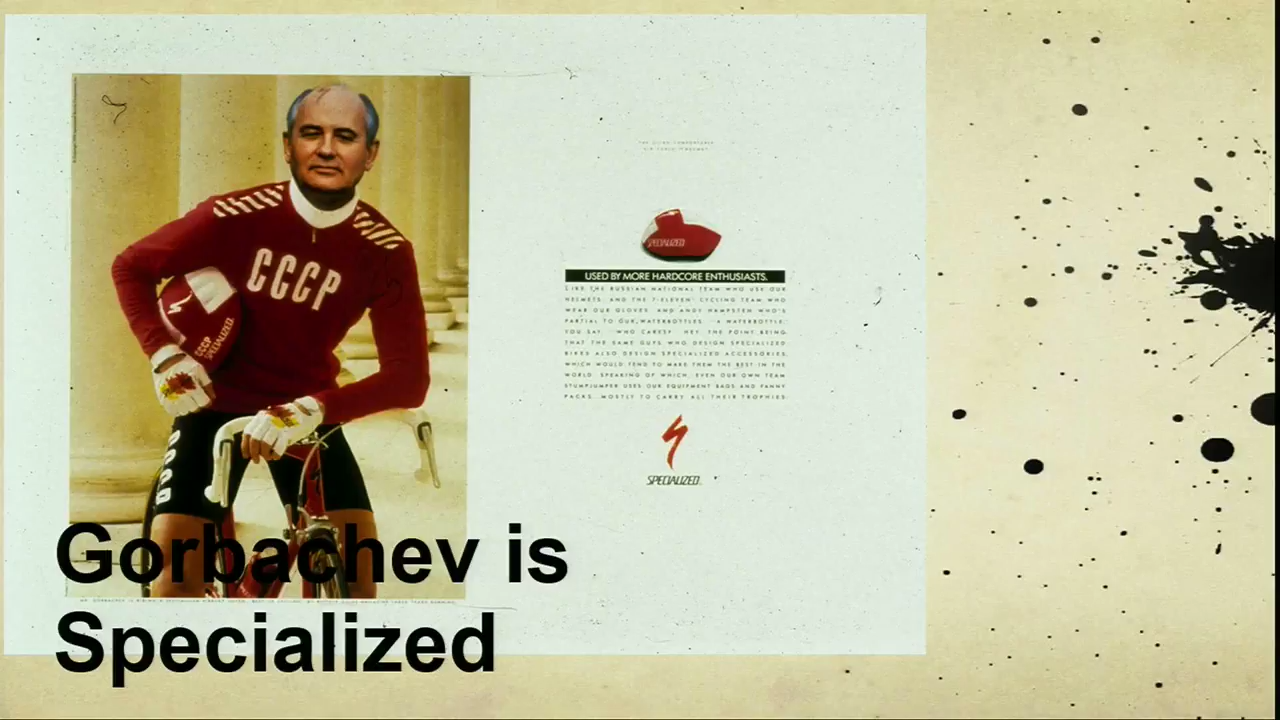 CCCP
CCCP
SPECIALIZED
CCCP
SPECIALIZED
USED BY MORE HARDCORE ENTHUSIASTS.
LIKE THE RUSSIAN NATIONAL TEAM WHO USE OUR
HELMETS. AND THE 7-ELEVEN CYCLING TEAM WHO
WEAR OUR GLOVES. AND ANDY HAMPSTEN WHO'S
PARTIAL TO OUR WATERBOTTLES. "A WATERBOTTLE,"
YOU SAY. "WHO CARES?" HEY, THE POINT BEING
THAT THE SAME GUYS WHO DESIGN SPECIALIZED
BIKES ALSO DESIGN SPECIALIZED ACCESSORIES.
WHICH WOULD TEND TO MAKE THEM THE BEST IN THE
WORLD. SPEAKING OF WHICH, EVEN OUR OWN TEAM
STUMPJUMPER USES OUR EQUIPMENT BAGS AND FANNY
PACKS. MOSTLY TO CARRY ALL THEIR TROPHIES.
SPECIALIZED.
Gorbachev is
Specialized